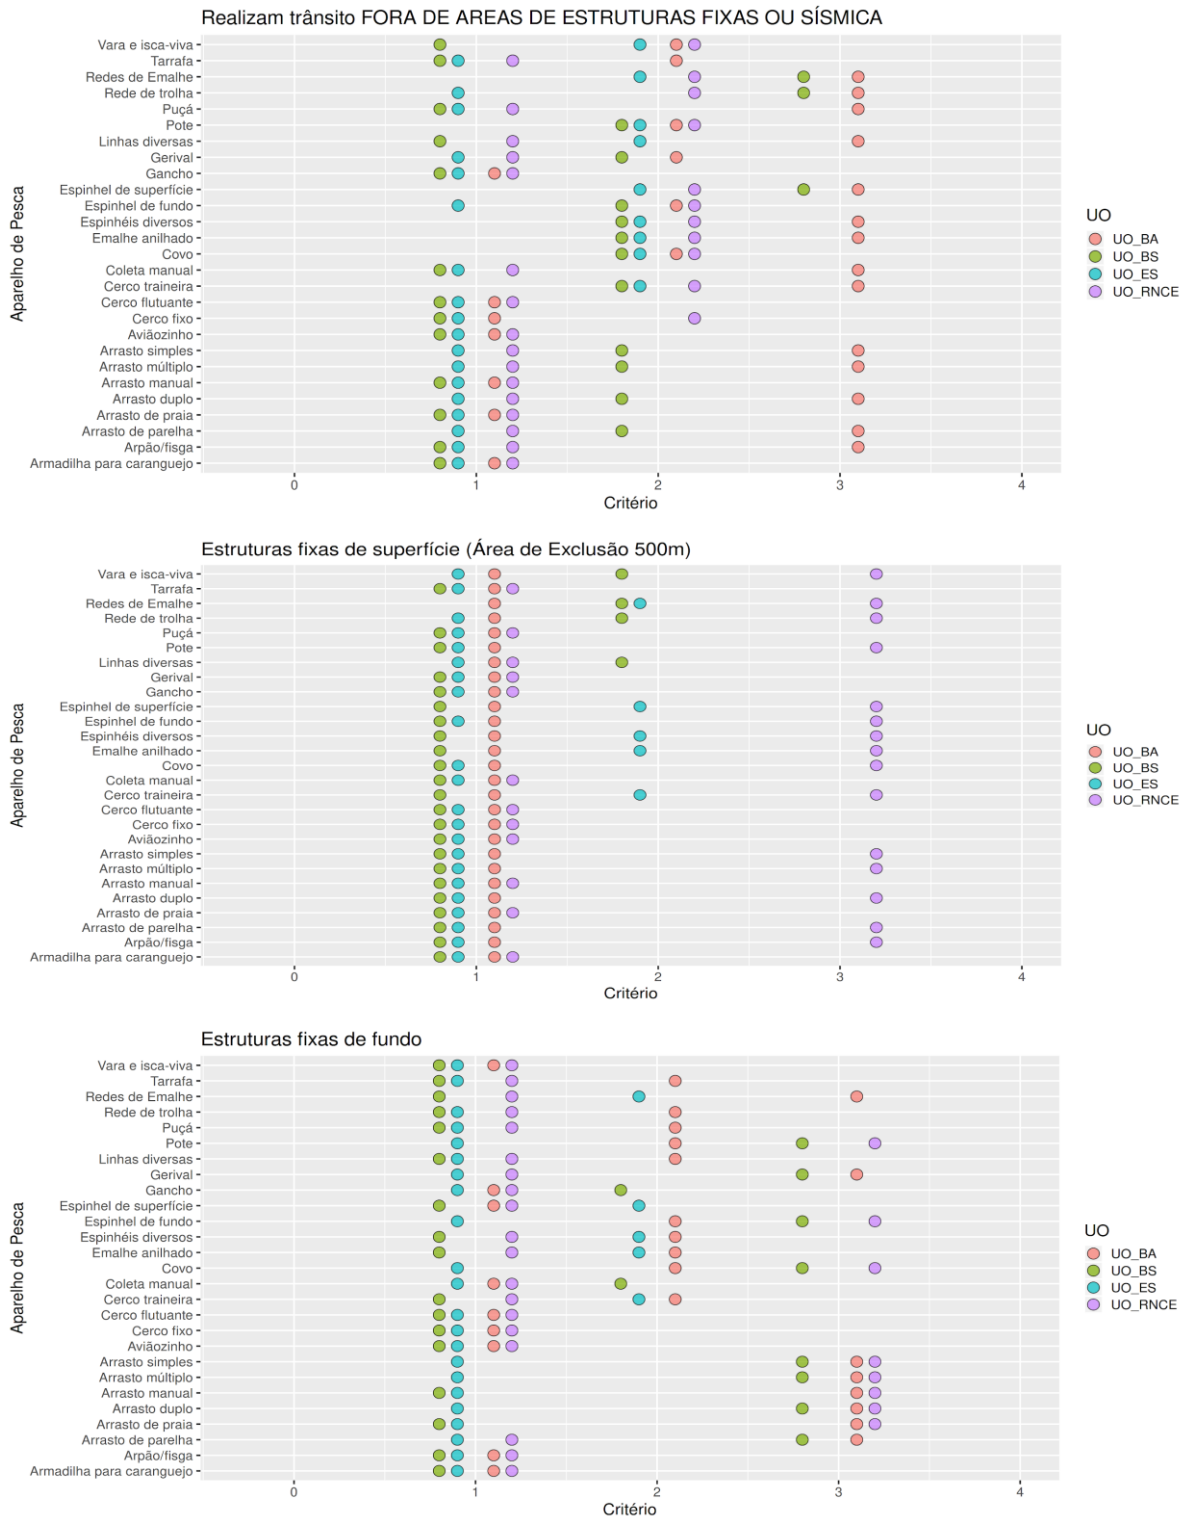 Realizam trânsito FORA DE AREAS DE ESTRUTURAS FIXAS OU SÍSMICA
Aparelho de Pesca
Vara e isca-viva
Tarrafa
Redes de Emalhe
Rede de trolha
Puçá
Pote
Linhas diversas
Gerival
Gancho
Espinhel de superfície
Espinhel de fundo
Espinhéis diversos
Emalhe anilhado
Covo
Coleta manual
Cerco traineira
Cerco flutuante
Cerco fixo
Aviãozinho
Arrasto simples
Arrasto múltiplo
Arrasto manual
Arrasto duplo
Arrasto de praia
Arrasto de parelha
Arpão/fisga
Armadilha para caranguejo
0 1 2 3 4
Critério
UO
UO_BA
UO_BS
UO_ES
UO_RNCE
Estruturas fixas de superfície (Área de Exclusão 500m)
Aparelho de Pesca
Vara e isca-viva
Tarrafa
Redes de Emalhe
Rede de trolha
Puçá
Pote
Linhas diversas
Gerival
Gancho
Espinhel de superfície
Espinhel de fundo
Espinhéis diversos
Emalhe anilhado
Covo
Coleta manual
Cerco traineira
Cerco flutuante
Cerco fixo
Aviãozinho
Arrasto simples
Arrasto múltiplo
Arrasto manual
Arrasto duplo
Arrasto de praia
Arrasto de parelha
Arpão/fisga
Armadilha para caranguejo
0 1 2 3 4
Critério
UO
UO_BA
UO_BS
UO_ES
UO_RNCE
Estruturas fixas de fundo
Aparelho de Pesca
Vara e isca-viva
Tarrafa
Redes de Emalhe
Rede de trolha
Puçá
Pote
Linhas diversas
Gerival
Gancho
Espinhel de superfície
Espinhel de fundo
Espinhéis diversos
Emalhe anilhado
Covo
Coleta manual
Cerco traineira
Cerco flutuante
Cerco fixo
Aviãozinho
Arrasto simples
Arrasto múltiplo
Arrasto manual
Arrasto duplo
Arrasto de praia
Arrasto de parelha
Arpão/fisga
Armadilha para caranguejo
0 1 2 3 4
Critério
UO
UO_BA
UO_BS
UO_ES
UO_RNCE